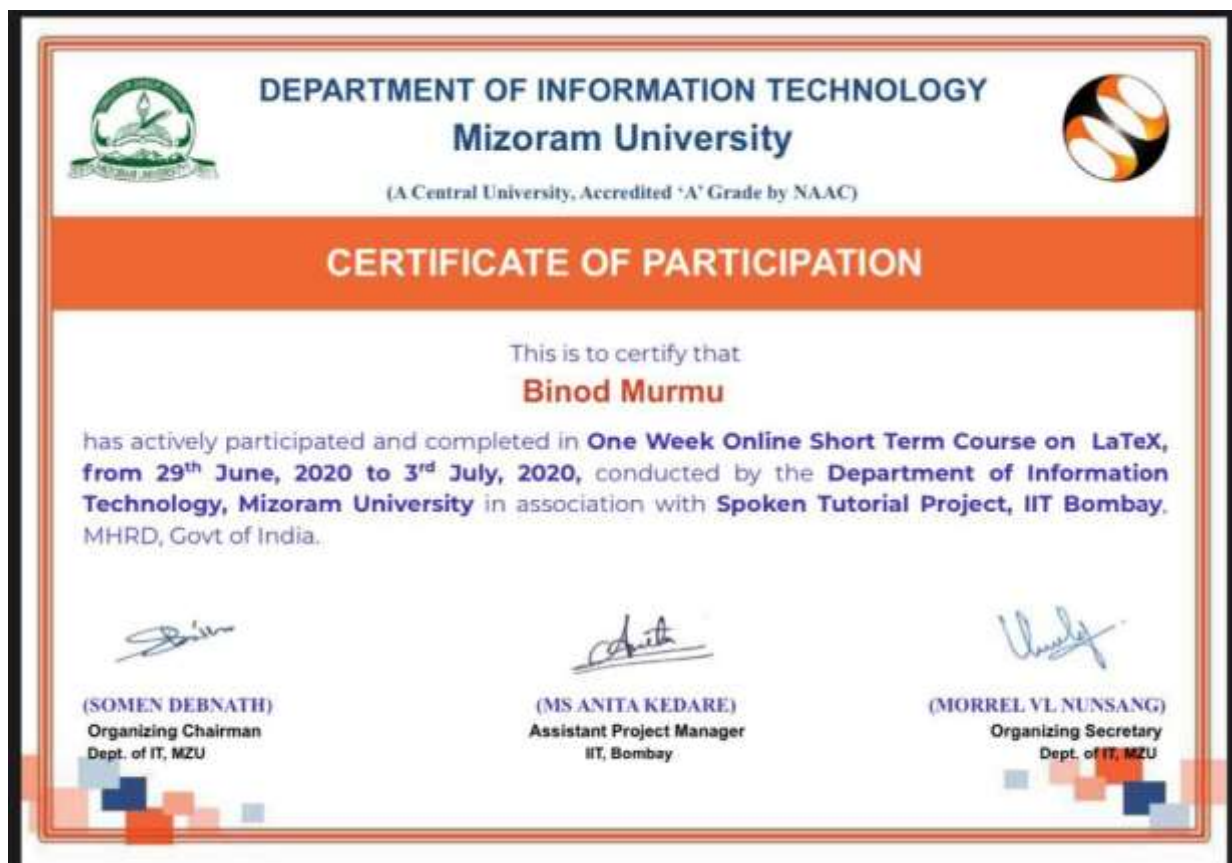 DEPARTMENT OF INFORMATION TECHNOLOGY
Mizoram University
(A Central University, Accredited ‘A’ Grade by NAAC)
MIZORAM UNIVERSITY
CERTIFICATE OF PARTICIPATION
This is to certify that
Binod Murmu
has actively participated and completed in One Week Online Short Term Course on LaTeX,
from 29th June, 2020 to 3rd July, 2020, conducted by the Department of Information
Technology, Mizoram University in association with Spoken Tutorial Project, IIT Bombay,
MHRD, Govt of India.
Anita
(SOMEN DEBNATH)
Organizing Chairman
Dept. of IT, MZU
(MS ANITA KEDARE)
Assistant Project Manager
IIT, Bombay
(MORREL VL NUNSANG)
Organizing Secretary
Dept. of IT, MZU